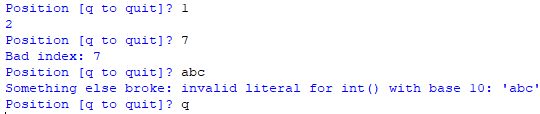 Position [q to quit]? 1
2
Position [q to quit]? 7
Bad index: 7
Position [q to quit]? abc
Something else broke: invalid literal for int() with base 10: 'abc'
Position [q to quit]? q